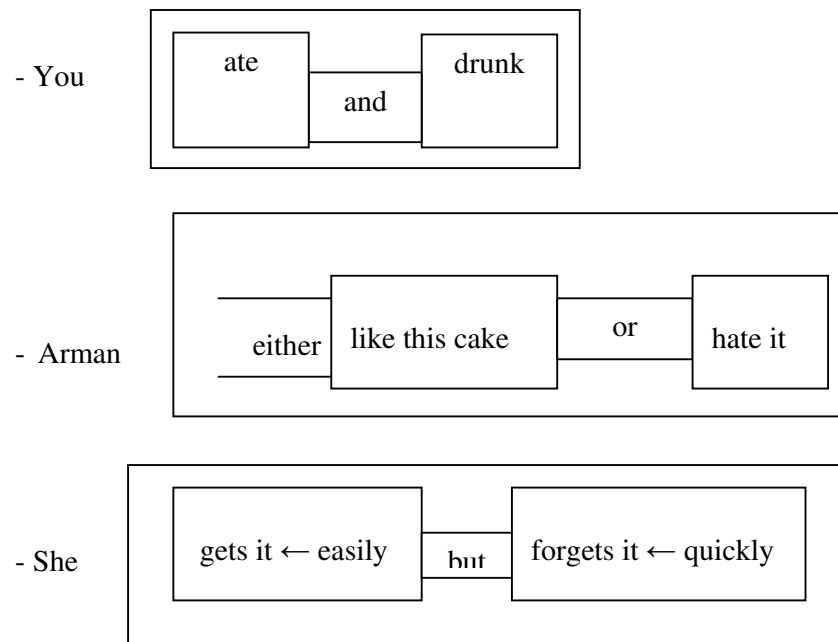 - You ate and drunk
- Arman either like this cake or hate it
- She gets it ← easily but forgets it ← quickly